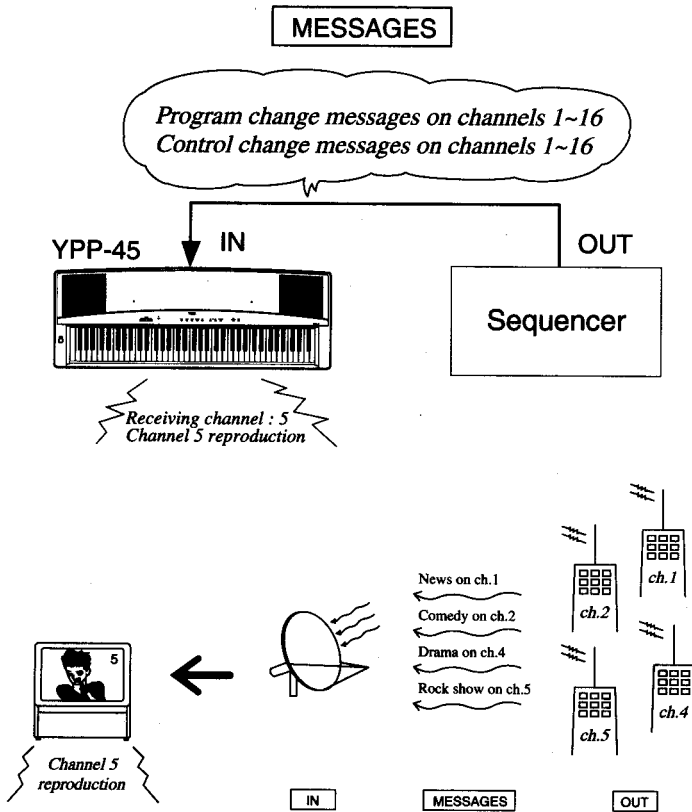 MESSAGES
Program change messages on channels 1~16
Control change messages on channels 1~16
YPP-45
IN
OUT
Sequencer
Receiving channel : 5
Channel 5 reproduction
News on ch.1
Comedy on ch.2
Drama on ch.4
Rock show on ch.5
ch.1
ch.2
ch.4
ch.5
5
Channel 5
reproduction
IN
MESSAGES
OUT